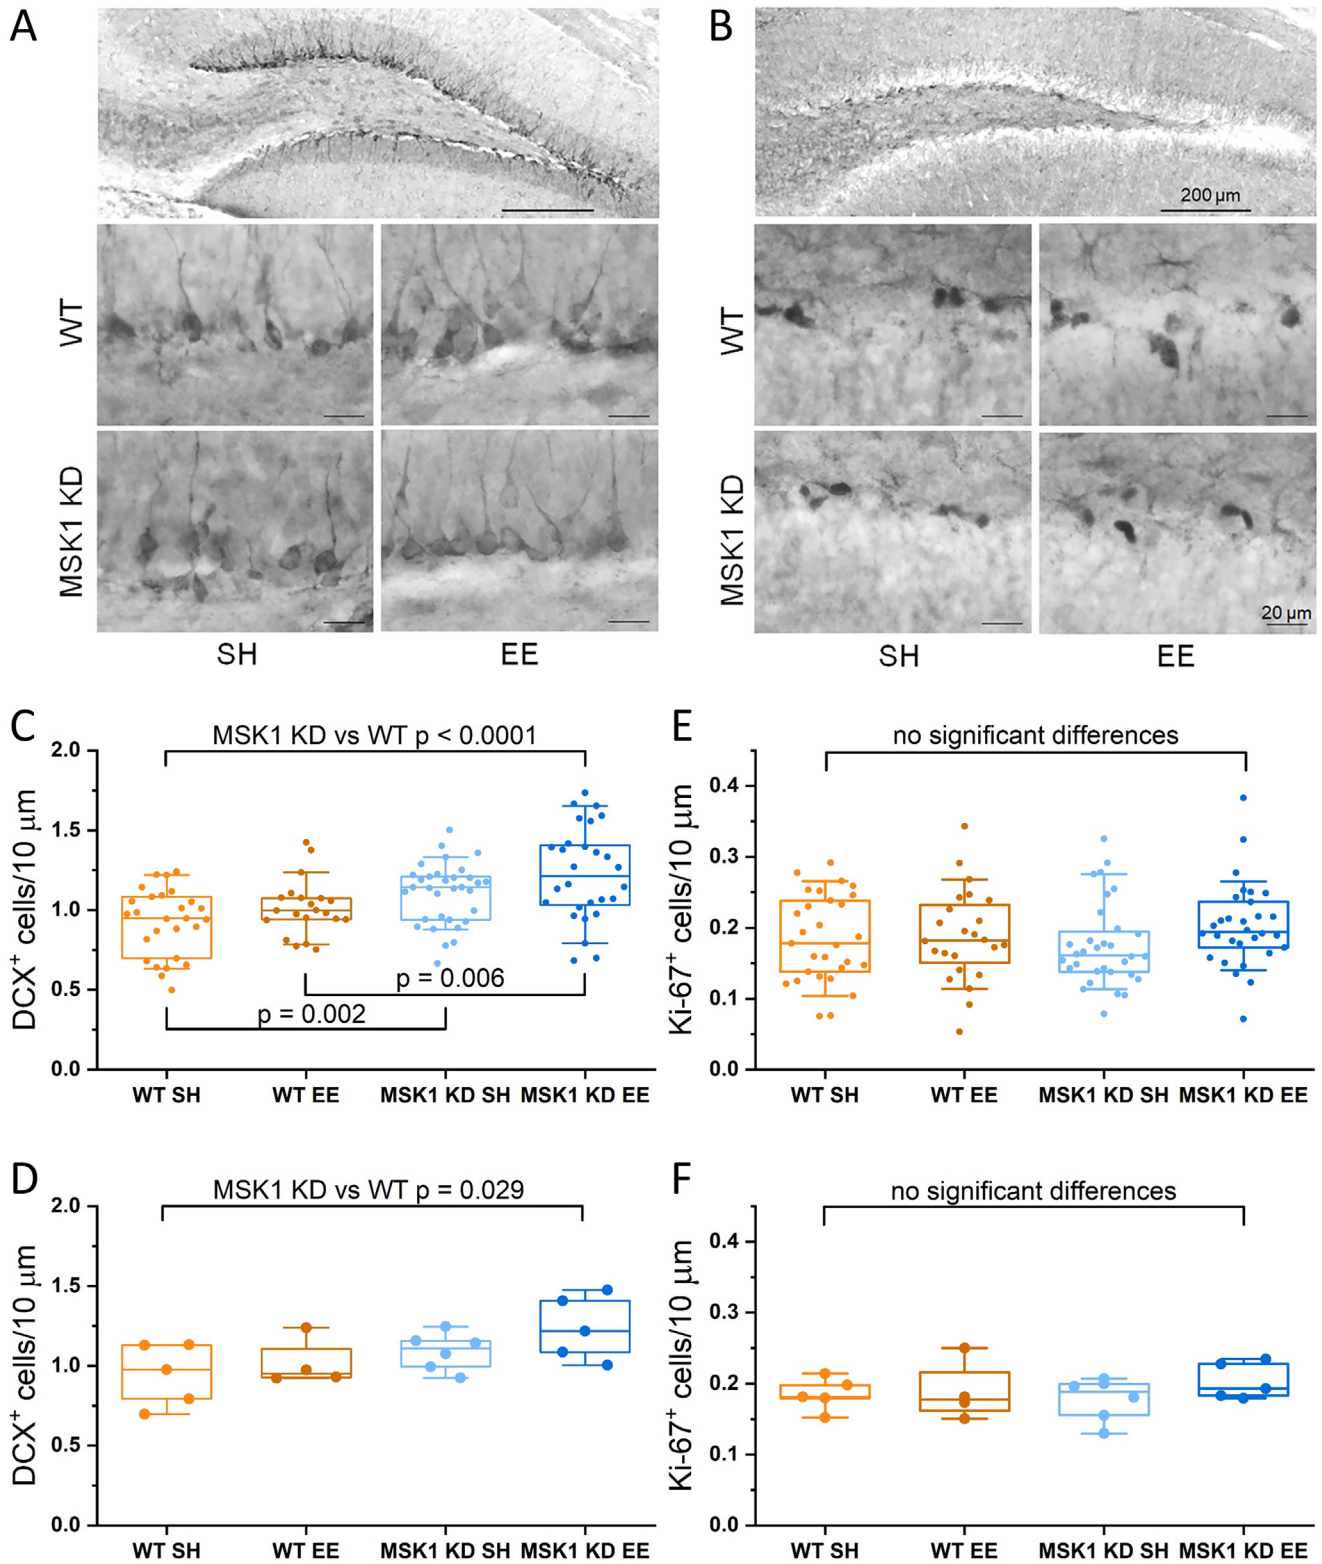 A
B
200 µm
WT
WT
MSK1 KD
MSK1 KD
20 µm
SH
EE
SH
EE
C
MSK1 KD vs WT p < 0.0001
2.0
1.5
1.0
0.5
0.0
DCX+ cells/10 µm
p = 0.006
p = 0.002
WT SH
WT EE
MSK1 KD SH
MSK1 KD EE
E
no significant differences
0.4
0.3
0.2
0.1
0.0
Ki-67+ cells/10 µm
WT SH
WT EE
MSK1 KD SH
MSK1 KD EE
D
MSK1 KD vs WT p = 0.029
2.0
1.5
1.0
0.5
0.0
DCX+ cells/10 µm
WT SH
WT EE
MSK1 KD SH
MSK1 KD EE
F
no significant differences
0.4
0.3
0.2
0.1
0.0
Ki-67+ cells/10 µm
WT SH
WT EE
MSK1 KD SH
MSK1 KD EE